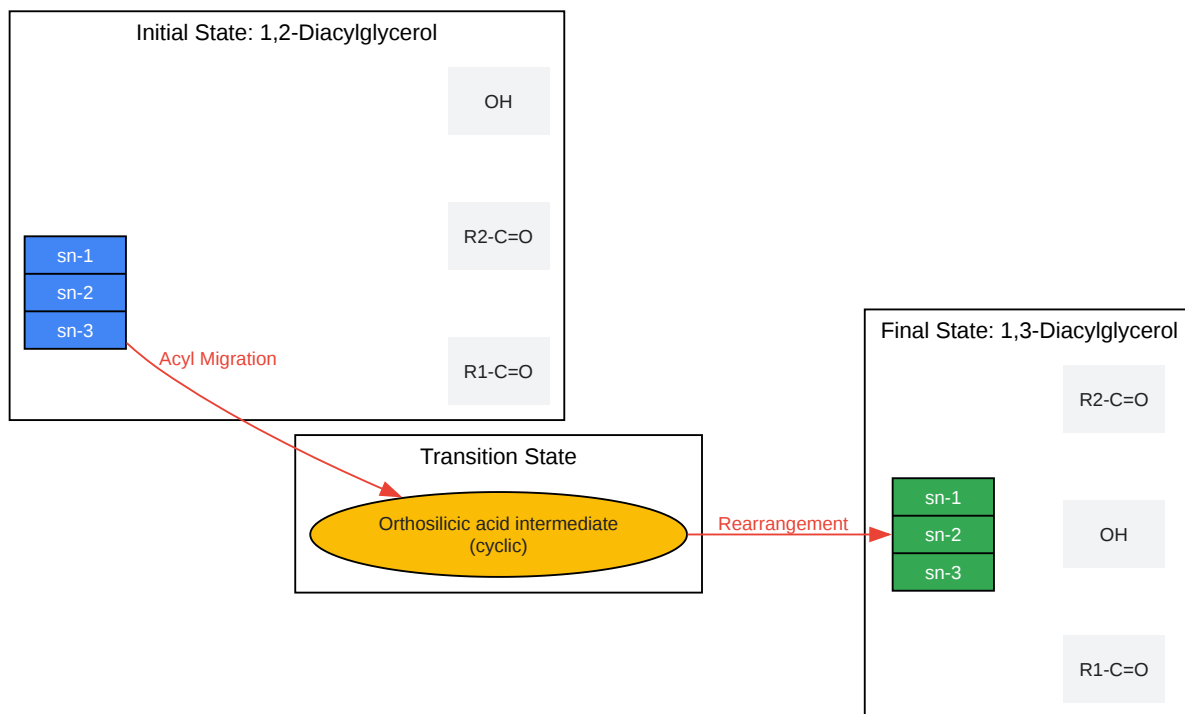 Initial State: 1,2-Diacylglycerol
OH
R2-C=O
sn-1
sn-2
sn-3
R1-C=O
Acyl Migration
Transition State
Orthosilicic acid intermediate
(cyclic)
Rearrangement
Final State: 1,3-Diacylglycerol
R2-C=O
sn-1
sn-2
sn-3
OH
R1-C=O